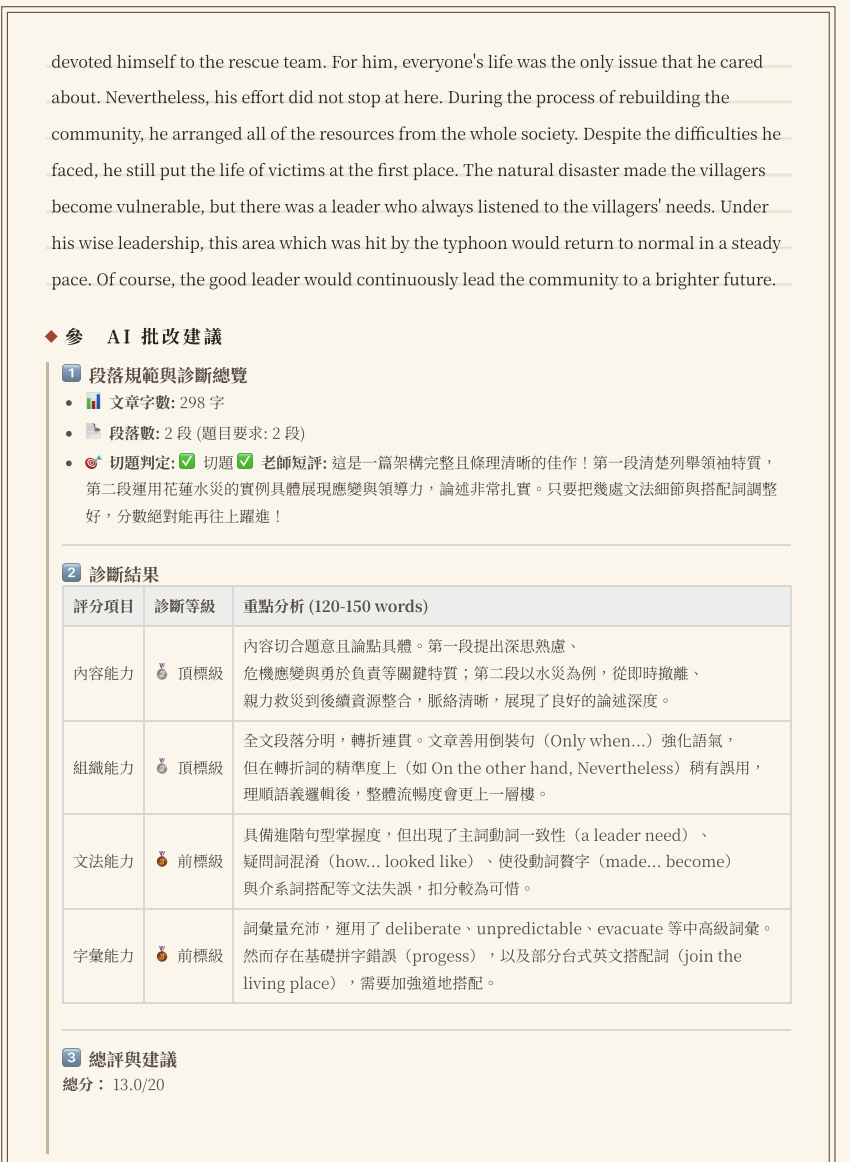 devoted himself to the rescue team. For him, everyone's life was the only issue that he cared
about. Nevertheless, his effort did not stop at here. During the process of rebuilding the
community, he arranged all of the resources from the whole society. Despite the difficulties he
faced, he still put the life of victims at the first place. The natural disaster made the villagers
become vulnerable, but there was a leader who always listened to the villagers' needs. Under
his wise leadership, this area which was hit by the typhoon would return to normal in a steady
pace. Of course, the good leader would continuously lead the community to a brighter future.
◆ 參 AI 批改建議
1️⃣ 段落規範與診斷總覽
• 📊 文章字數: 298 字
• 📄 段落數: 2 段 (題目要求: 2 段)
• 🎯 切題判定: ✅ 切題 ✅ 老師短評: 這是一篇架構完整且條理清晰的佳作！第一段清楚列舉領袖特質，
第二段運用花蓮水災的實例具體展現應變與領導力，論述非常扎實。只要把幾處文法細節與搭配詞調整
好，分數絕對能再往上躍進！
2️⃣ 診斷結果
評分項目 診斷等級 重點分析 (120-150 words)
內容能力 🥈 頂標級 內容切合題意且論點具體。第一段提出深思熟慮、
危機應變與勇於負責等關鍵特質；第二段以水災為例，從即時撤離、
親力救災到後續資源整合，脈絡清晰，展現了良好的論述深度。
組織能力 🥈 頂標級 全文段落分明，轉折連貫。文章善用倒裝句（Only when...）強化語氣，
但在轉折詞的精準度上（如 On the other hand, Nevertheless）稍有誤用，
理順語義邏輯後，整體流暢度會更上一層樓。
文法能力 🥉 前標級 具備進階句型掌握度，但出現了主詞動詞一致性（a leader need）、
疑問詞混淆（how... looked like）、使役動詞贅字（made... become）
與介系詞搭配等文法失誤，扣分較為可惜。
字彙能力 🥉 前標級 詞彙量充沛，運用了 deliberate、unpredictable、evacuate 等中高級詞彙。
然而存在基礎拼字錯誤（progess），以及部分台式英文搭配詞（join the
living place），需要加強道地搭配。
3️⃣ 總評與建議
總分： 13.0/20